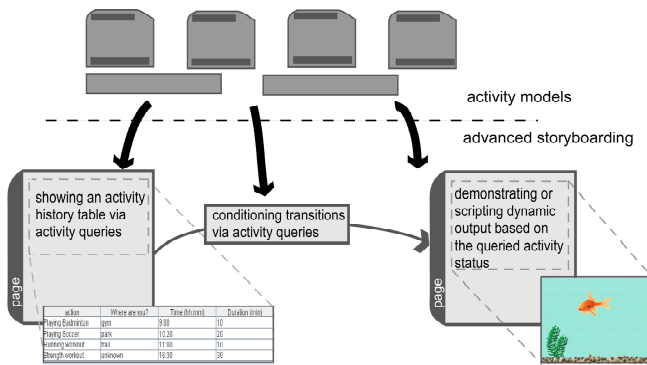 activity models
advanced storyboarding
showing an activity
history table via
activity queries
page
conditioning transitions
via activity queries
demonstrating or
scripting dynamic
output based on
the queried activity
status
page
action Where are you? Time (hh:mm) Duration (min)
Playing Badminton gym 9:00 10
Playing Soccer park 10:20 20
Running workout trail 11:00 10
Strength workout unknown 16:30 30